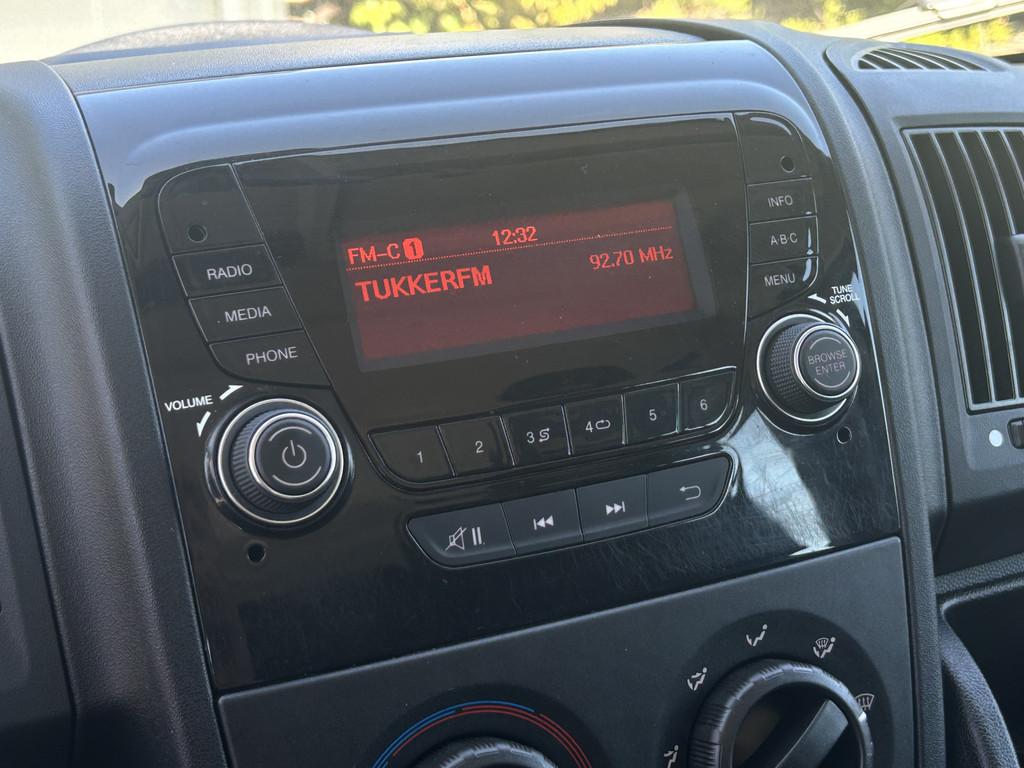 FM-C 1 12:32
TUKKERFM 92.70 MHz
RADIO
MEDIA
PHONE
VOLUME
INFO
A·B·C
MENU
TUNE
SCROLL
BROWSE
ENTER
1 2 3 4 5 6